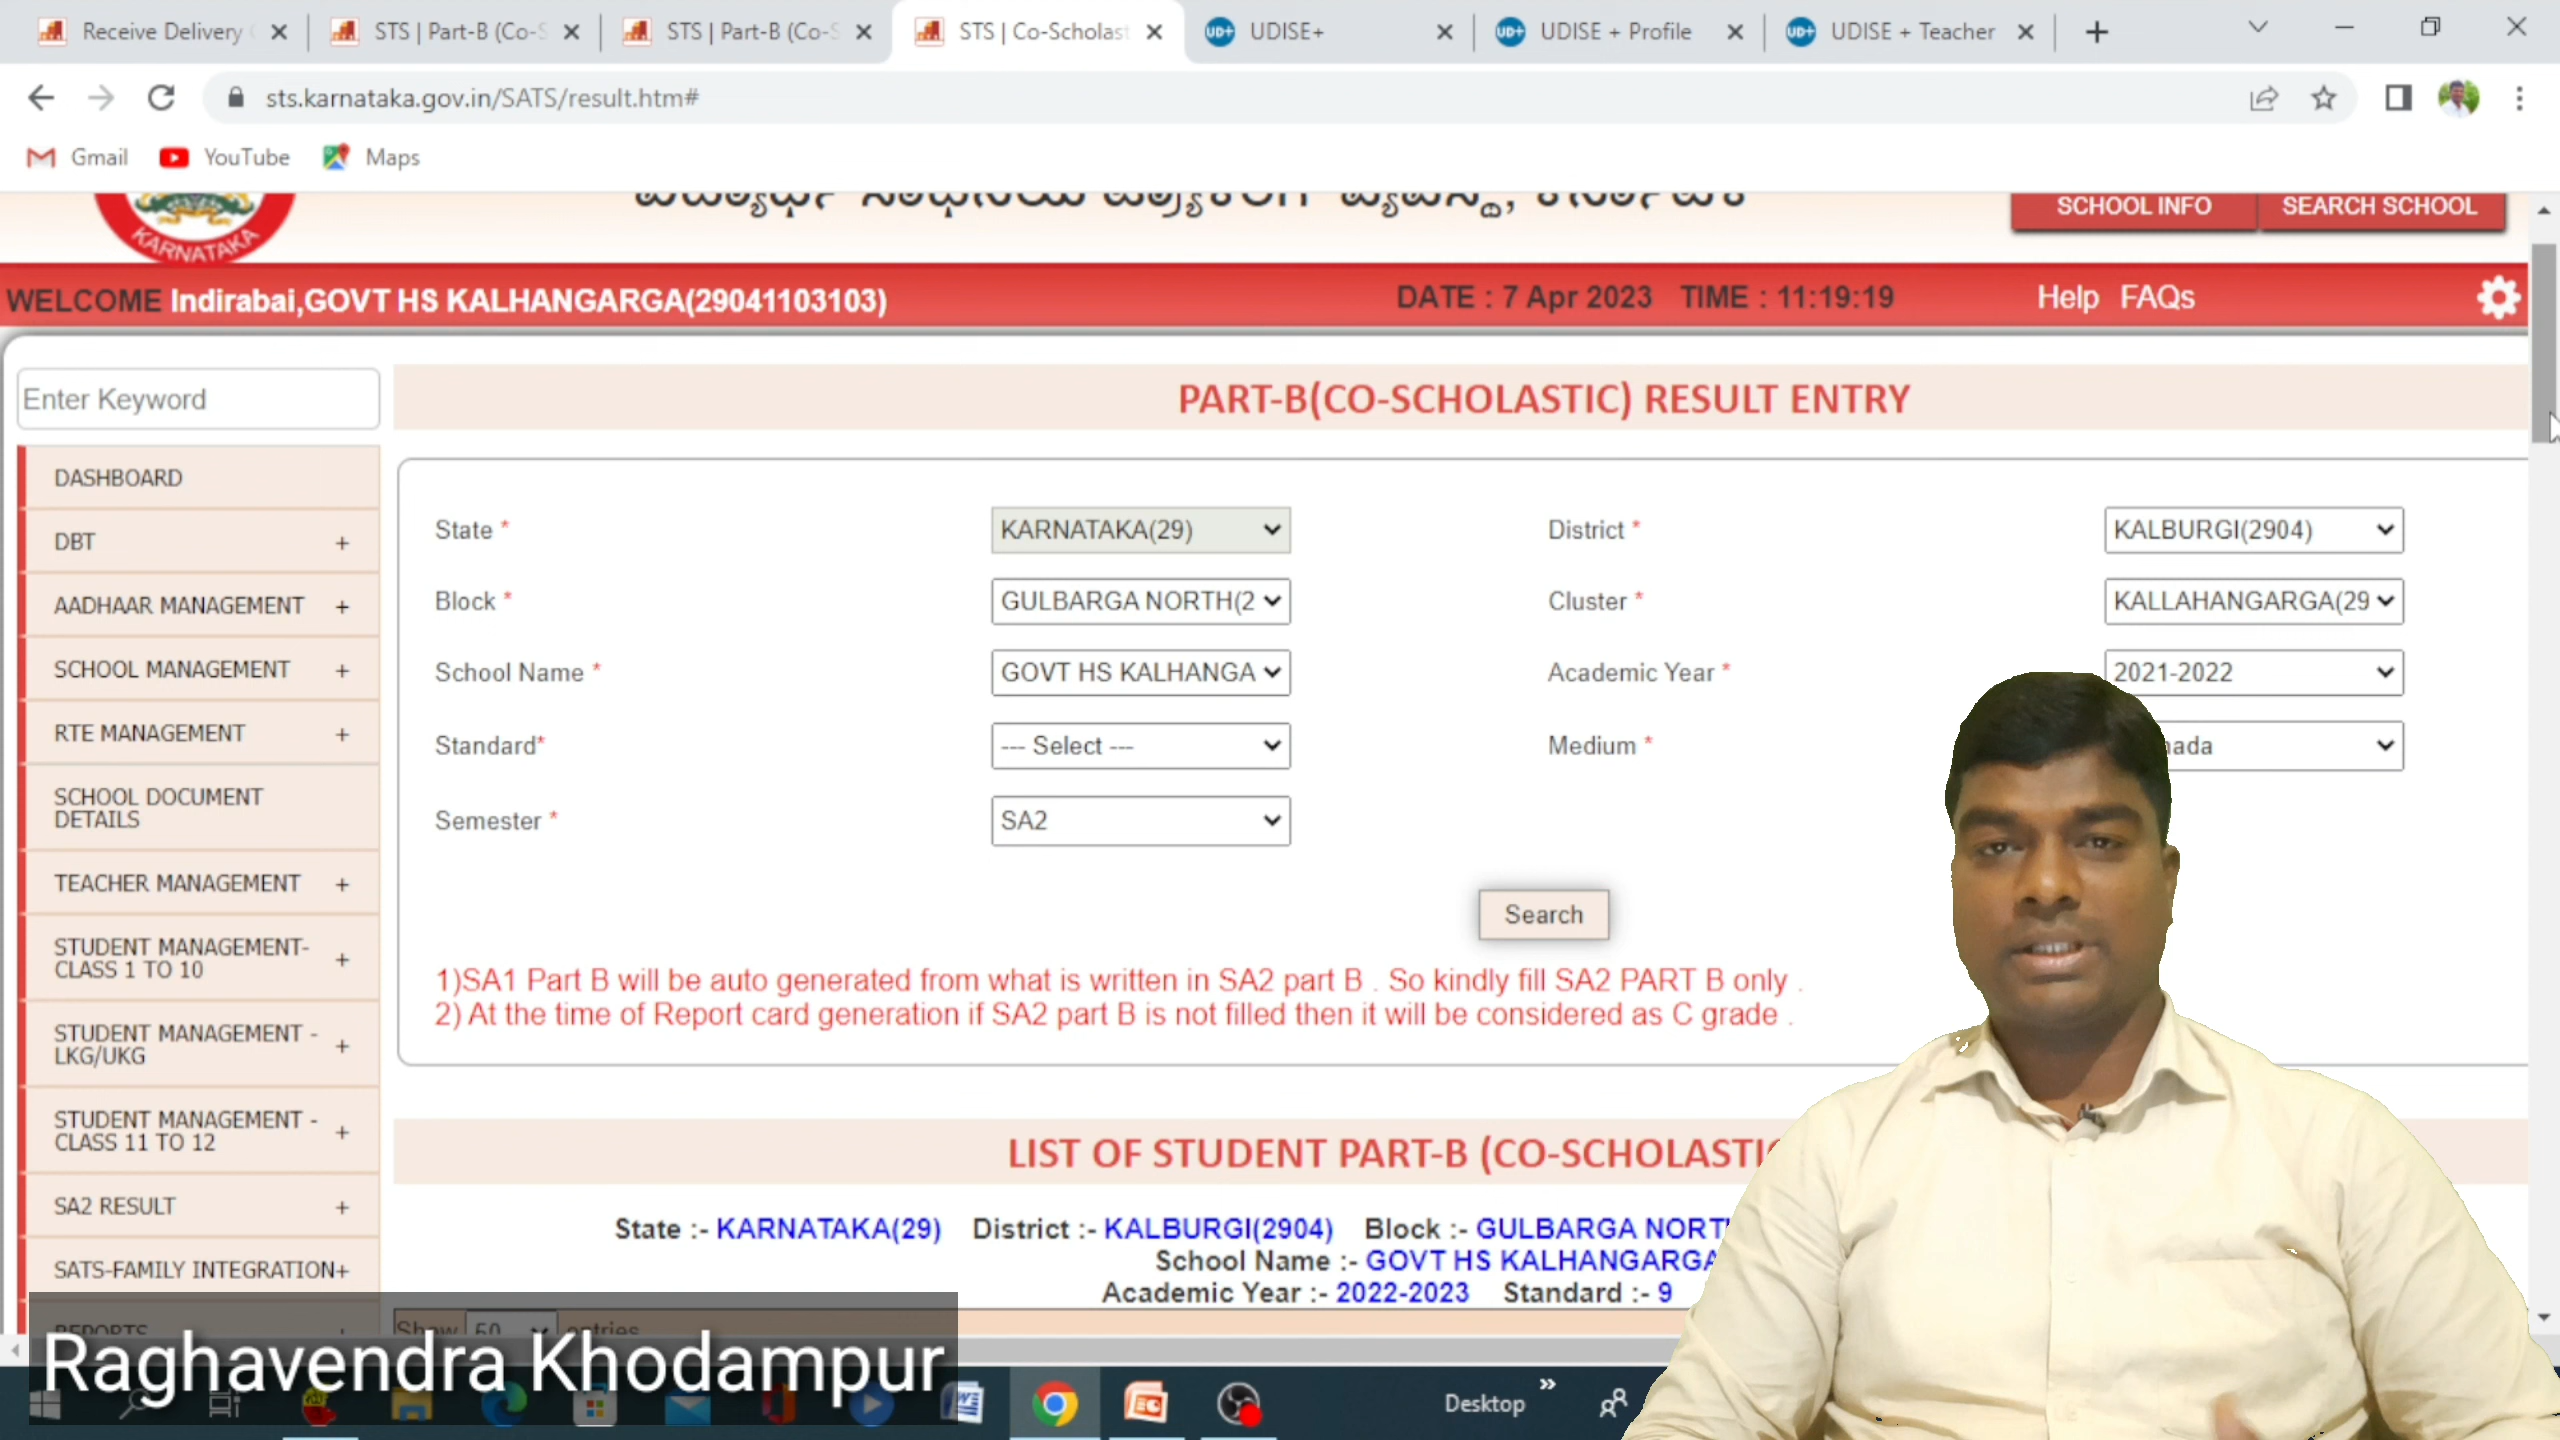 Receive Delivery
STS | Part-B (Co-S
STS | Part-B (Co-S
STS | Co-Scholast
UDISE+
UDISE + Profile
UDISE + Teacher
sts.karnataka.gov.in/SATS/result.htm#
Gmail
YouTube
Maps
KARNATAKA
SCHOOL INFO
SEARCH SCHOOL
WELCOME Indirabai,GOVT HS KALHANGARGA(29041103103)
DATE : 7 Apr 2023 TIME : 11:19:19
Help FAQs
Enter Keyword
PART-B(CO-SCHOLASTIC) RESULT ENTRY
DASHBOARD
DBT +
AADHAAR MANAGEMENT +
SCHOOL MANAGEMENT +
RTE MANAGEMENT +
SCHOOL DOCUMENT
DETAILS
TEACHER MANAGEMENT +
STUDENT MANAGEMENT-
CLASS 1 TO 10 +
STUDENT MANAGEMENT -
LKG/UKG +
STUDENT MANAGEMENT -
CLASS 11 TO 12 +
SA2 RESULT +
SATS-FAMILY INTEGRATION+
REPORTS
State * KARNATAKA(29) District * KALBURGI(2904)
Block * GULBARGA NORTH(2 Cluster * KALLAHANGARGA(29
School Name * GOVT HS KALHANGA Academic Year * 2021-2022
Standard* --- Select --- Medium * nada
Semester * SA2
Search
1)SA1 Part B will be auto generated from what is written in SA2 part B . So kindly fill SA2 PART B only .
2) At the time of Report card generation if SA2 part B is not filled then it will be considered as C grade .
LIST OF STUDENT PART-B (CO-SCHOLASTIC
State :- KARNATAKA(29) District :- KALBURGI(2904) Block :- GULBARGA NORT
School Name :- GOVT HS KALHANGARGA
Academic Year :- 2022-2023 Standard :- 9
Show 50 entries
Raghavendra Khodampur
Desktop